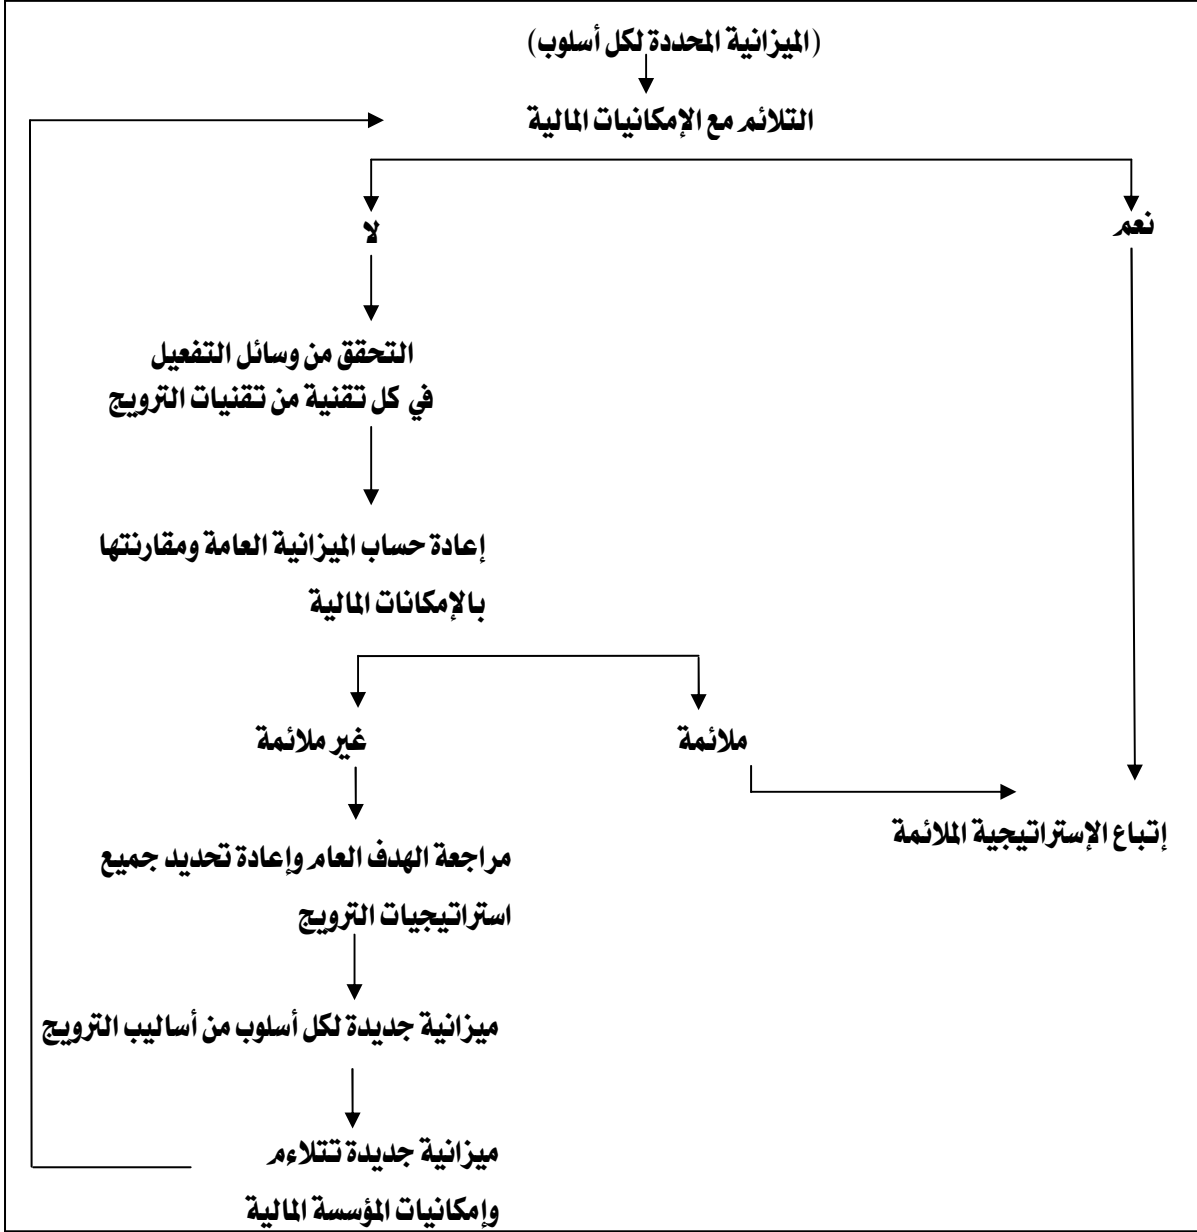 (الميزانية المحددة لكل أسلوب)
التلائم مع الإمكانيات المالية
نعم
لا
التحقق من وسائل التفعيل
في كل تقنية من تقنيات الترويج
إعادة حساب الميزانية العامة ومقارنتها
بالإمكانات المالية
ملائمة
غير ملائمة
إتباع الإستراتيجية الملائمة
مراجعة الهدف العام وإعادة تحديد جميع
استراتيجيات الترويج
ميزانية جديدة لكل أسلوب من أساليب الترويج
ميزانية جديدة تتلاءم
وإمكانيات المؤسسة المالية